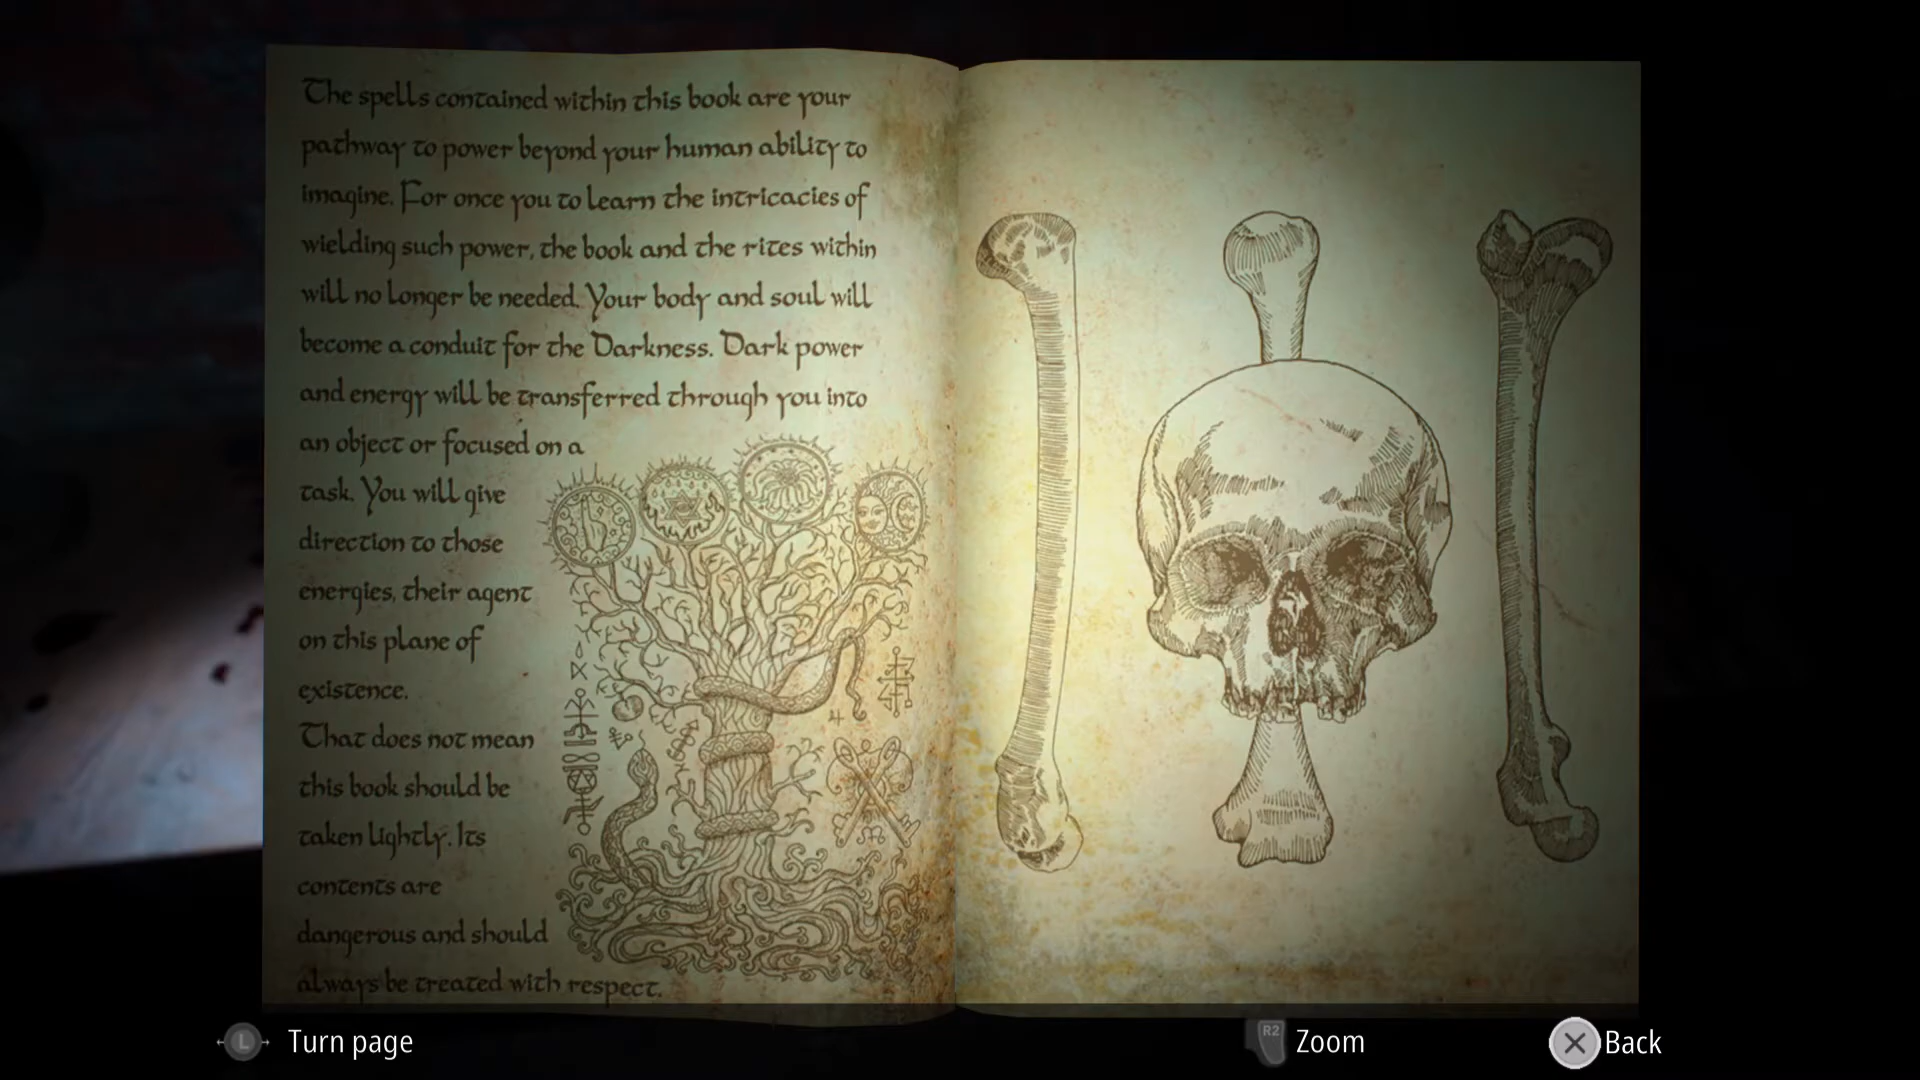 The spells contained within this book are your
pathway to power beyond your human ability to
imagine. For once you to learn the intricacies of
wielding such power, the book and the rites within
will no longer be needed. Your body and soul will
become a conduit for the Darkness. Dark power
and energy will be transferred through you into
an object or focused on a
task. You will give
direction to those
energies, their agent
on this plane of
existence.
That does not mean
this book should be
taken lightly. Its
contents are
dangerous and should
always be treated with respect.
L Turn page
R2 Zoom
Back